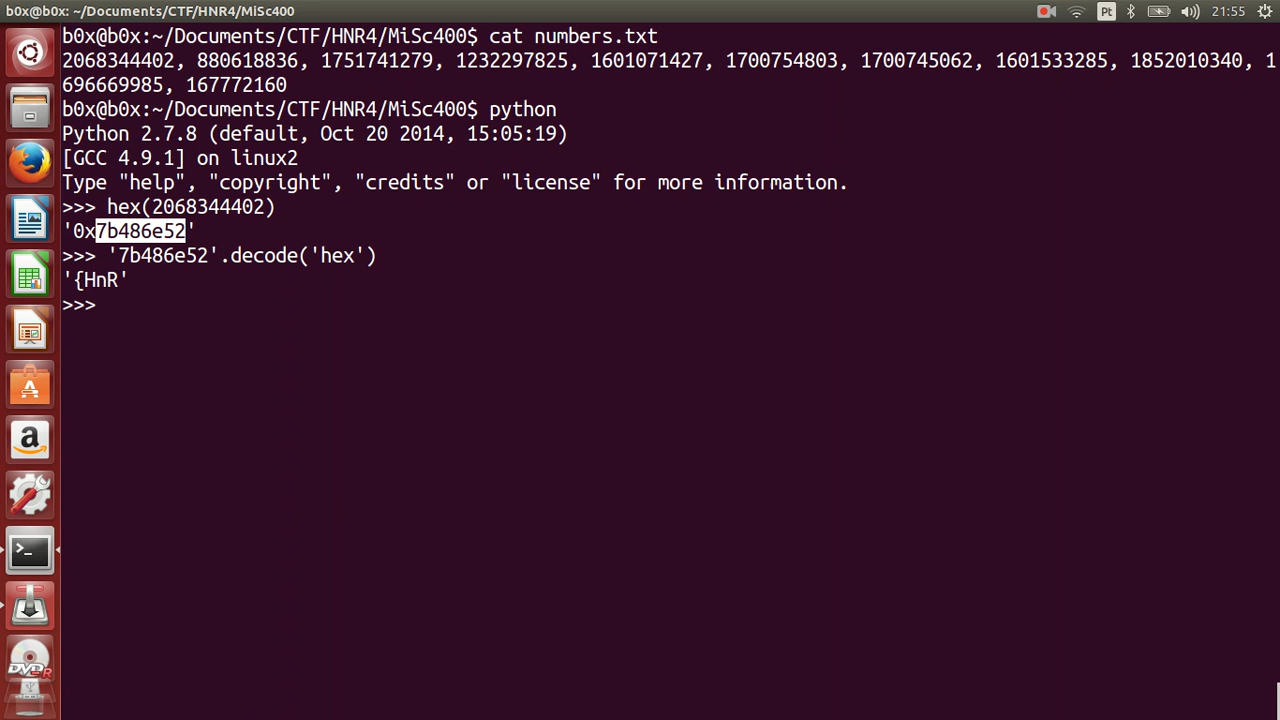 b0x@b0x: ~/Documents/CTF/HNR4/MiSc400
Pt
21:55
b0x@b0x:~/Documents/CTF/HNR4/MiSc400$ cat numbers.txt
2068344402, 880618836, 1751741279, 1232297825, 1601071427, 1700754803, 1700745062, 1601533285, 1852010340, 1
696669985, 167772160
b0x@b0x:~/Documents/CTF/HNR4/MiSc400$ python
Python 2.7.8 (default, Oct 20 2014, 15:05:19)
[GCC 4.9.1] on linux2
Type "help", "copyright", "credits" or "license" for more information.
>>> hex(2068344402)
'0x7b486e52'
>>> '7b486e52'.decode('hex')
'{HnR'
>>>
A
a
>_
DVD-R